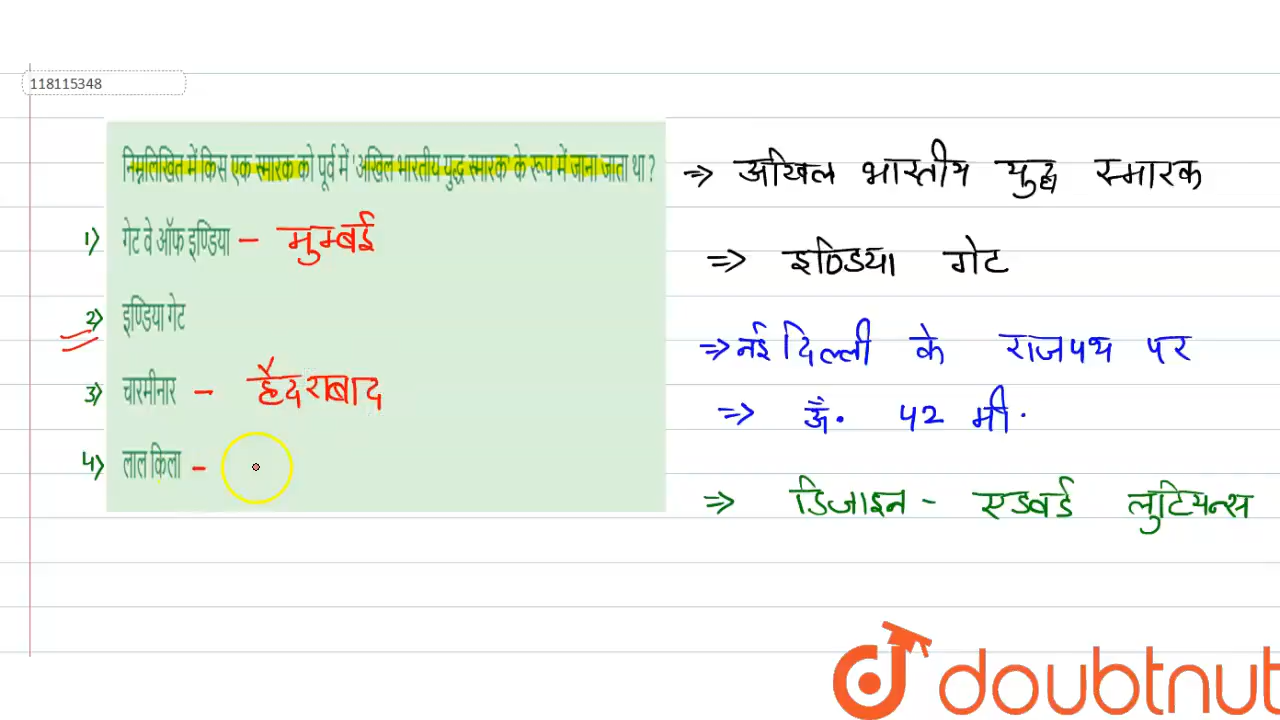 118115348
निम्नलिखित में किस एक स्मारक को पूर्व में 'अखिल भारतीय युद्ध स्मारक' के रूप में जाना जाता था ?
1) गेट वे ऑफ इण्डिया - मुम्बई
2) इण्डिया गेट
3) चारमीनार - हैदराबाद
4) लाल किला -
⇒ अखिल भारतीय युद्ध स्मारक
⇒ इण्डिया गेट
⇒ नई दिल्ली के राजपथ पर
⇒ ऊँ. 42 मी.
⇒ डिजाइन - एडवर्ड लुटियन्स
doubtnut